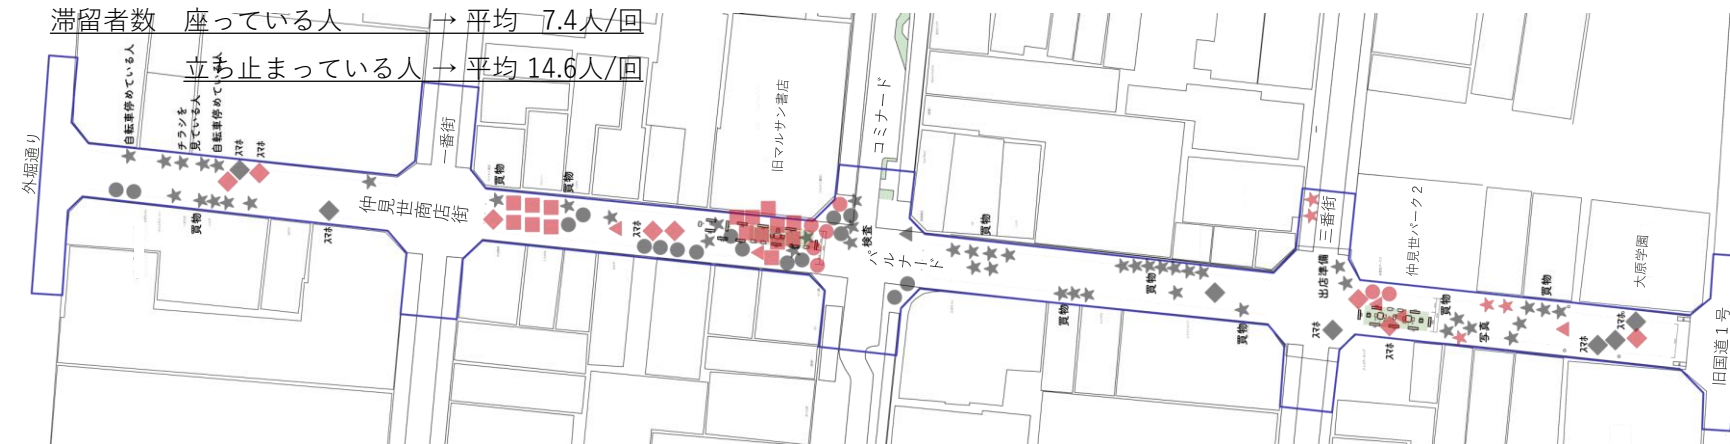 滞留者数　座っている人　　　→ 平均　7.4人/回
立ち止まっている人 → 平均 14.6人/回
外堀通り
自転車停めている人
チラシを
見ている人
自転車停めている人
スマホ
スマホ
買物
スマホ
一番街
仲見世商店街
買物
買物
スマホ
旧マルサン書店
コミナード
検査
パルナード
買物
買物
買物
買物
三番街
出店準備
スマホ
仲見世パーク２
スマホ
買物
写真
買物
大原学園
スマホ
スマホ
旧国道１号